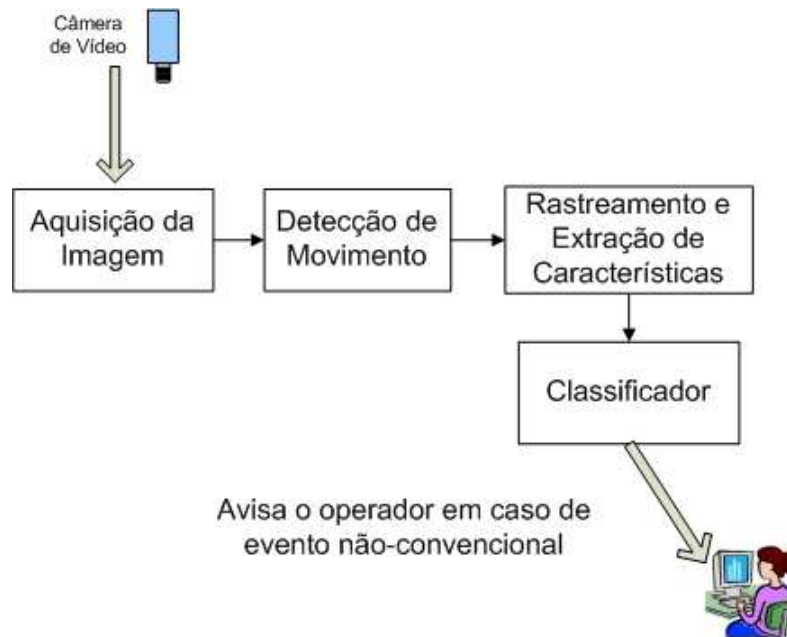 Câmera
de Vídeo
Aquisição da
Imagem
Detecção de
Movimento
Rastreamento e
Extração de
Característícas
Classificador
Avisa o operador em caso de
evento não-convencional